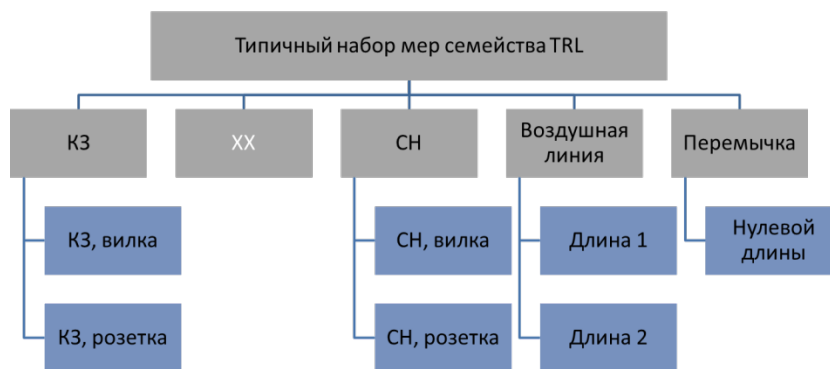 Типичный набор мер семейства TRL
КЗ
ХХ
СН
Воздушная
линия
Перемычка
КЗ, вилка
СН, вилка
Длина 1
Нулевой
длины
КЗ, розетка
СН, розетка
Длина 2